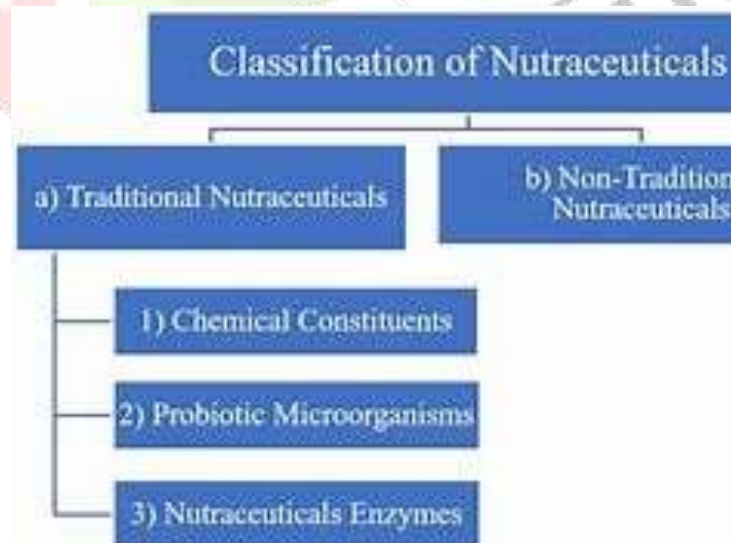 Classification of Nutraceuticals
a) Traditional Nutraceuticals
b) Non-Tradition
Nutraceuticals
1) Chemical Constituents
2) Probiotic Microorganisms
3) Nutraceuticals Enzymes